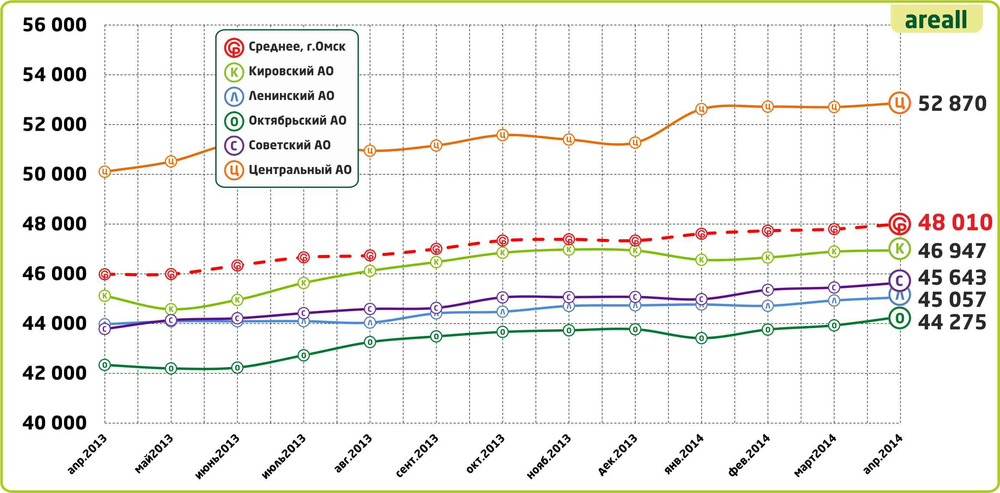 areall
56 000
54 000
52 000
50 000
48 000
46 000
44 000
42 000
40 000
Ср Среднее, г.Омск
К Кировский АО
Л Ленинский АО
О Октябрьский АО
С Советский АО
Ц Центральный АО
Ц 52 870
Ср 48 010
К 46 947
С 45 643
Л 45 057
О 44 275
апр.2013
май2013
июнь2013
июль2013
авг.2013
сент.2013
окт.2013
нояб.2013
дек.2013
янв.2014
фев.2014
март2014
апр.2014